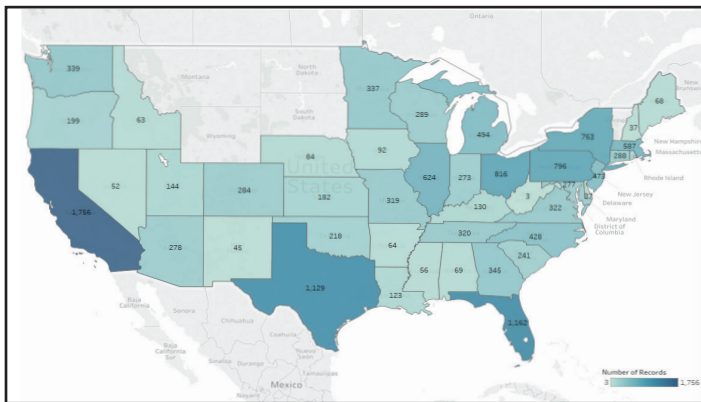 Ontario
Montana
North
Dakota
South
Dakota
Wyoming
New
Brunswick
New Hampshire
Massachusetts
Rhode Island
New Jersey
Delaware
Maryland
District of
Columbia
United
States
339
199
63
52
144
1,756
278
284
45
84
182
218
1,129
337
92
319
64
123
289
624
273
494
816
130
320
56
69
345
1,162
241
428
322
3
277
37
796
763
473
288
587
37
68
Baja
California
Sonora
Chihuahua
Coahuila
Baja
California
Sur
Sinaloa
Durango
Nuevo
León
Tamaulipas
Mexico
Nayarit
Number of Records
3
1,756